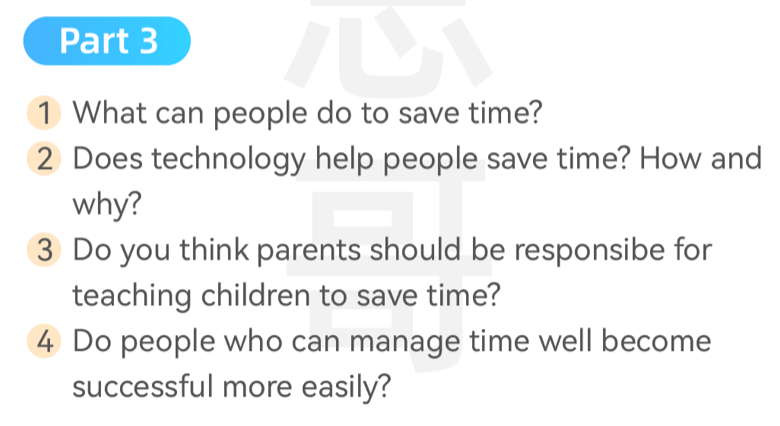 Part 3
1 What can people do to save time?
2 Does technology help people save time? How and
why?
3 Do you think parents should be responsibe for
teaching children to save time?
4 Do people who can manage time well become
successful more easily?
哥